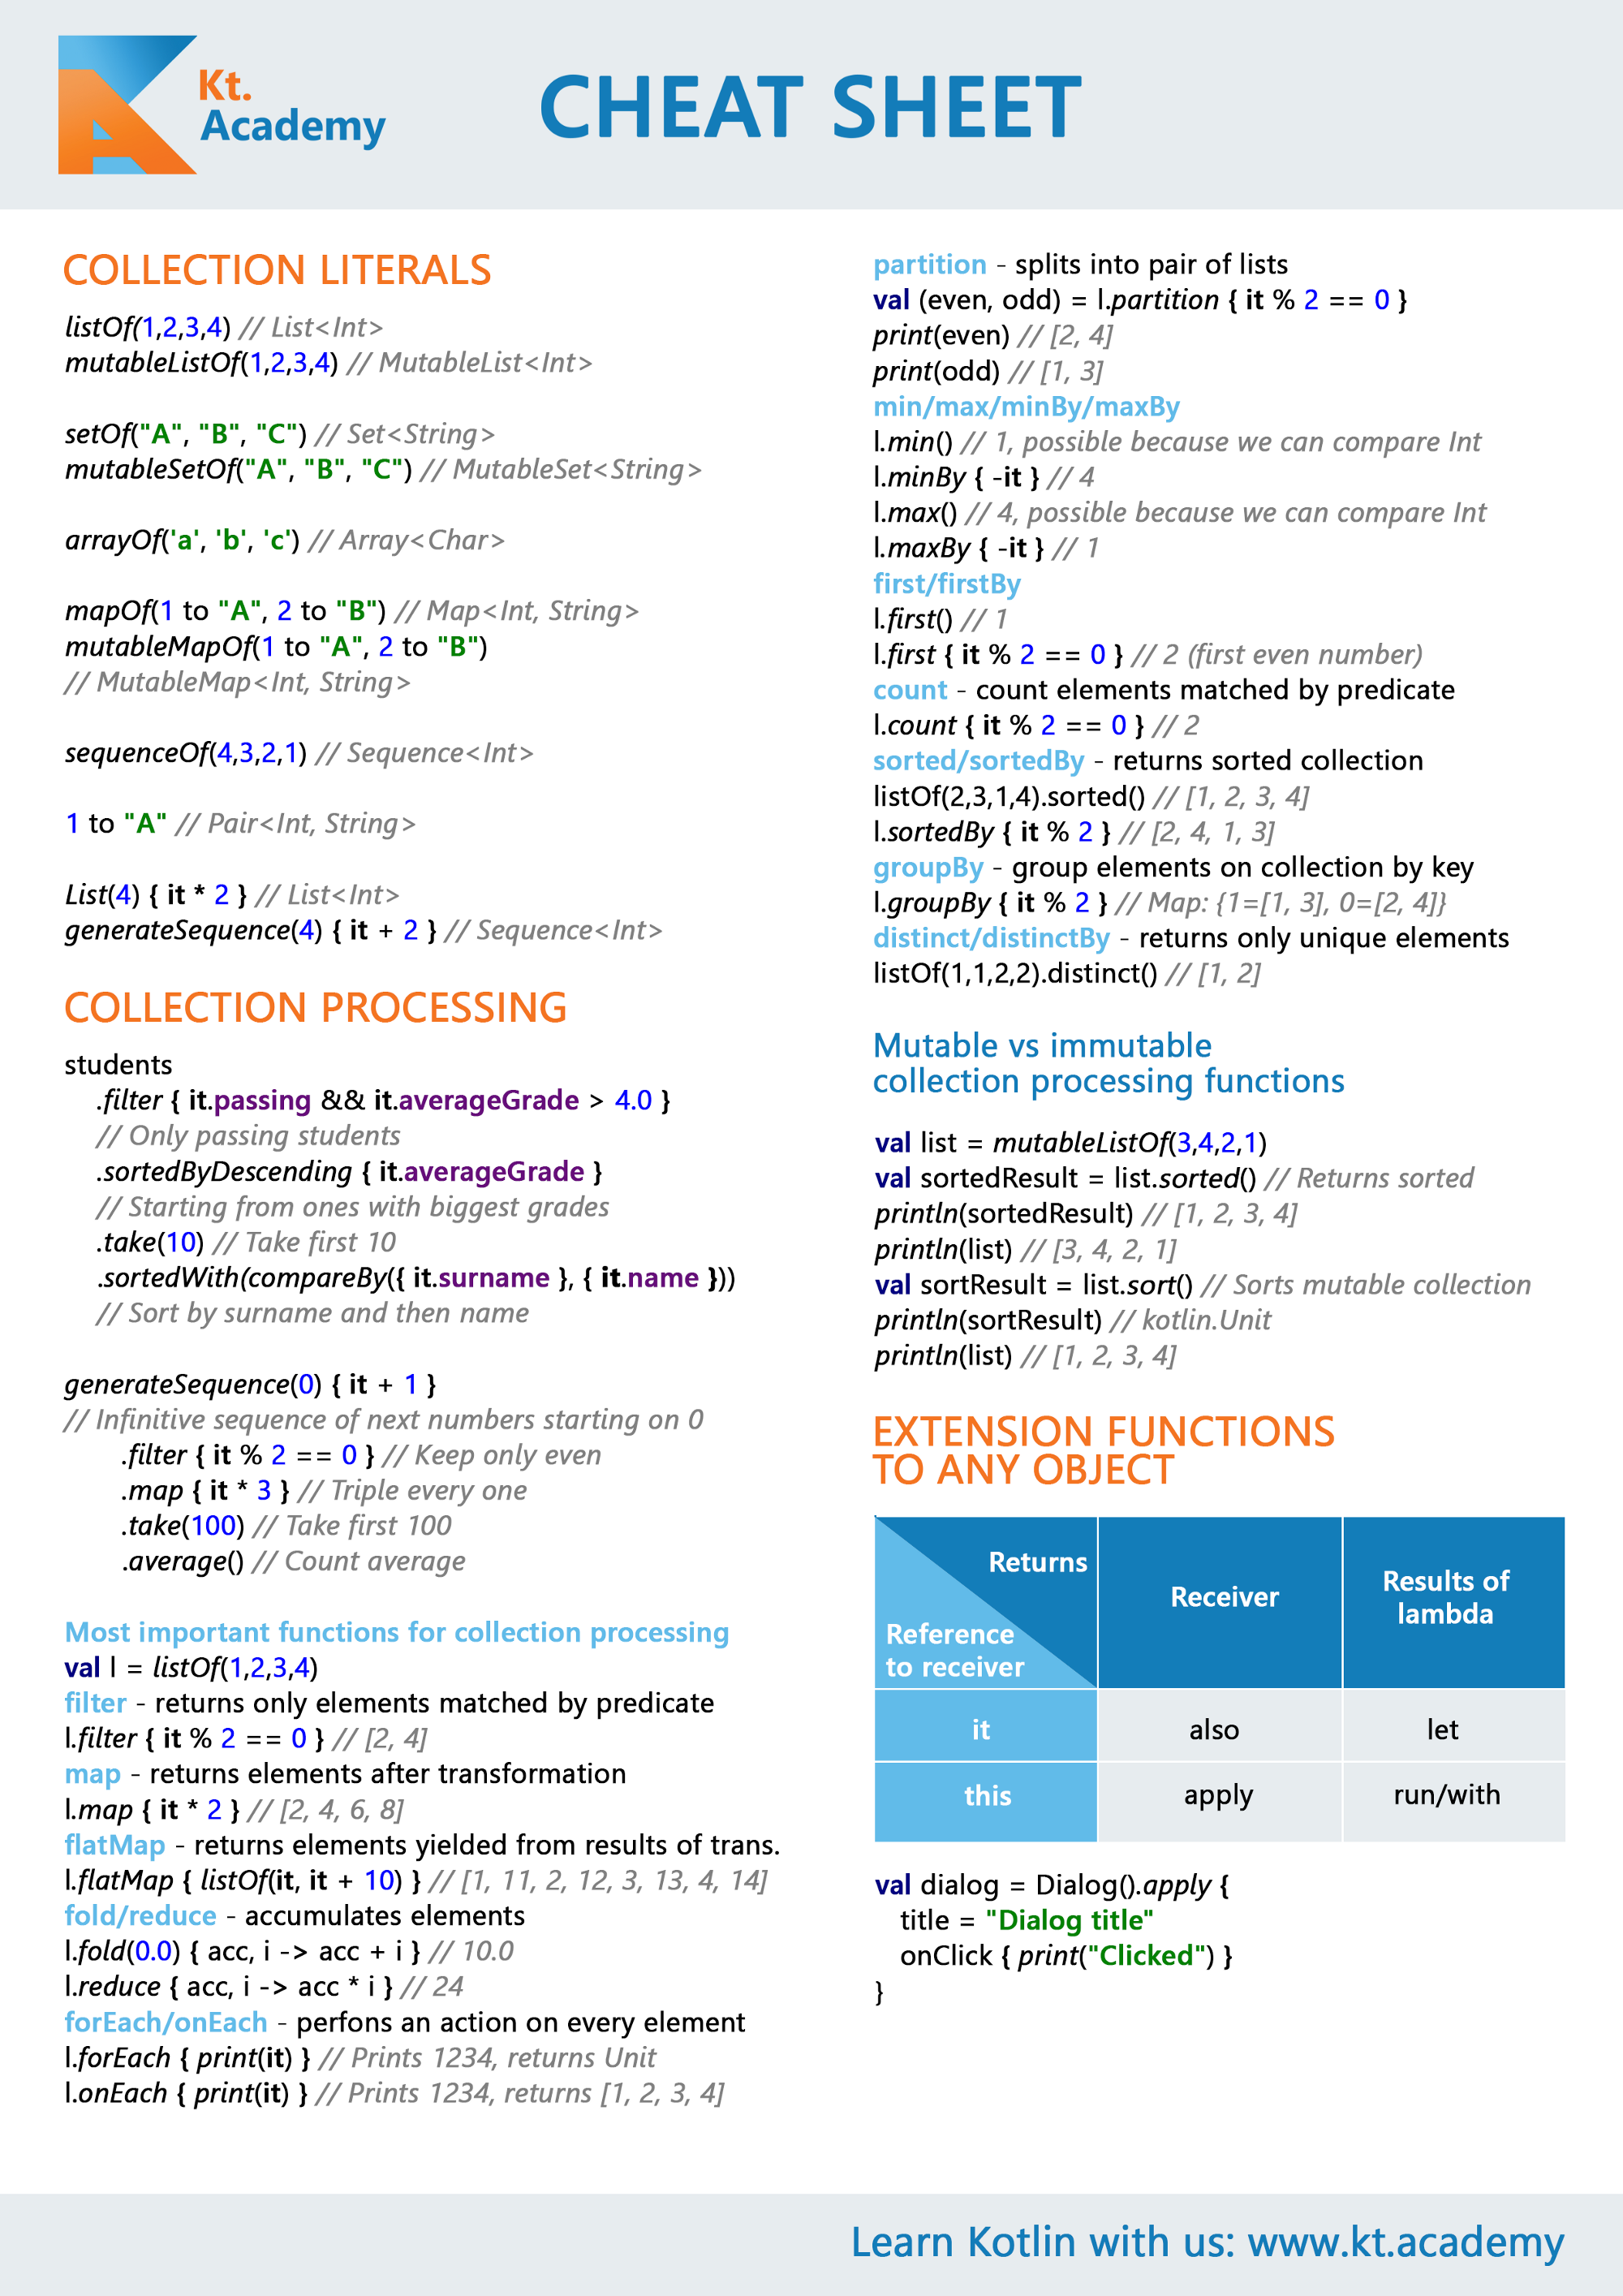 Kt.
Academy
CHEAT SHEET
COLLECTION LITERALS
listOf(1,2,3,4) // List<Int>
mutableListOf(1,2,3,4) // MutableList<Int>
setOf("A", "B", "C") // Set<String>
mutableSetOf("A", "B", "C") // MutableSet<String>
arrayOf('a', 'b', 'c') // Array<Char>
mapOf(1 to "A", 2 to "B") // Map<Int, String>
mutableMapOf(1 to "A", 2 to "B")
// MutableMap<Int, String>
sequenceOf(4,3,2,1) // Sequence<Int>
1 to "A" // Pair<Int, String>
List(4) { it * 2 } // List<Int>
generateSequence(4) { it + 2 } // Sequence<Int>
COLLECTION PROCESSING
students
.filter { it.passing && it.averageGrade > 4.0 }
// Only passing students
.sortedByDescending { it.averageGrade }
// Starting from ones with biggest grades
.take(10) // Take first 10
.sortedWith(compareBy({ it.surname }, { it.name }))
// Sort by surname and then name
generateSequence(0) { it + 1 }
// Infinitive sequence of next numbers starting on 0
.filter { it % 2 == 0 } // Keep only even
.map { it * 3 } // Triple every one
.take(100) // Take first 100
.average() // Count average
Most important functions for collection processing
val l = listOf(1,2,3,4)
filter - returns only elements matched by predicate
l.filter { it % 2 == 0 } // [2, 4]
map - returns elements after transformation
l.map { it * 2 } // [2, 4, 6, 8]
flatMap - returns elements yielded from results of trans.
l.flatMap { listOf(it, it + 10) } // [1, 11, 2, 12, 3, 13, 4, 14]
fold/reduce - accumulates elements
l.fold(0.0) { acc, i -> acc + i } // 10.0
l.reduce { acc, i -> acc * i } // 24
forEach/onEach - perfons an action on every element
l.forEach { print(it) } // Prints 1234, returns Unit
l.onEach { print(it) } // Prints 1234, returns [1, 2, 3, 4]
partition - splits into pair of lists
val (even, odd) = l.partition { it % 2 == 0 }
print(even) // [2, 4]
print(odd) // [1, 3]
min/max/minBy/maxBy
l.min() // 1, possible because we can compare Int
l.minBy { -it } // 4
l.max() // 4, possible because we can compare Int
l.maxBy { -it } // 1
first/firstBy
l.first() // 1
l.first { it % 2 == 0 } // 2 (first even number)
count - count elements matched by predicate
l.count { it % 2 == 0 } // 2
sorted/sortedBy - returns sorted collection
listOf(2,3,1,4).sorted() // [1, 2, 3, 4]
l.sortedBy { it % 2 } // [2, 4, 1, 3]
groupBy - group elements on collection by key
l.groupBy { it % 2 } // Map: {1=[1, 3], 0=[2, 4]}
distinct/distinctBy - returns only unique elements
listOf(1,1,2,2).distinct() // [1, 2]
Mutable vs immutable
collection processing functions
val list = mutableListOf(3,4,2,1)
val sortedResult = list.sorted() // Returns sorted
println(sortedResult) // [1, 2, 3, 4]
println(list) // [3, 4, 2, 1]
val sortResult = list.sort() // Sorts mutable collection
println(sortResult) // kotlin.Unit
println(list) // [1, 2, 3, 4]
EXTENSION FUNCTIONS
TO ANY OBJECT
Returns
Reference
to receiver
Receiver
Results of
lambda
it also let
this apply run/with
val dialog = Dialog().apply {
title = "Dialog title"
onClick { print("Clicked") }
}
Learn Kotlin with us: www.kt.academy